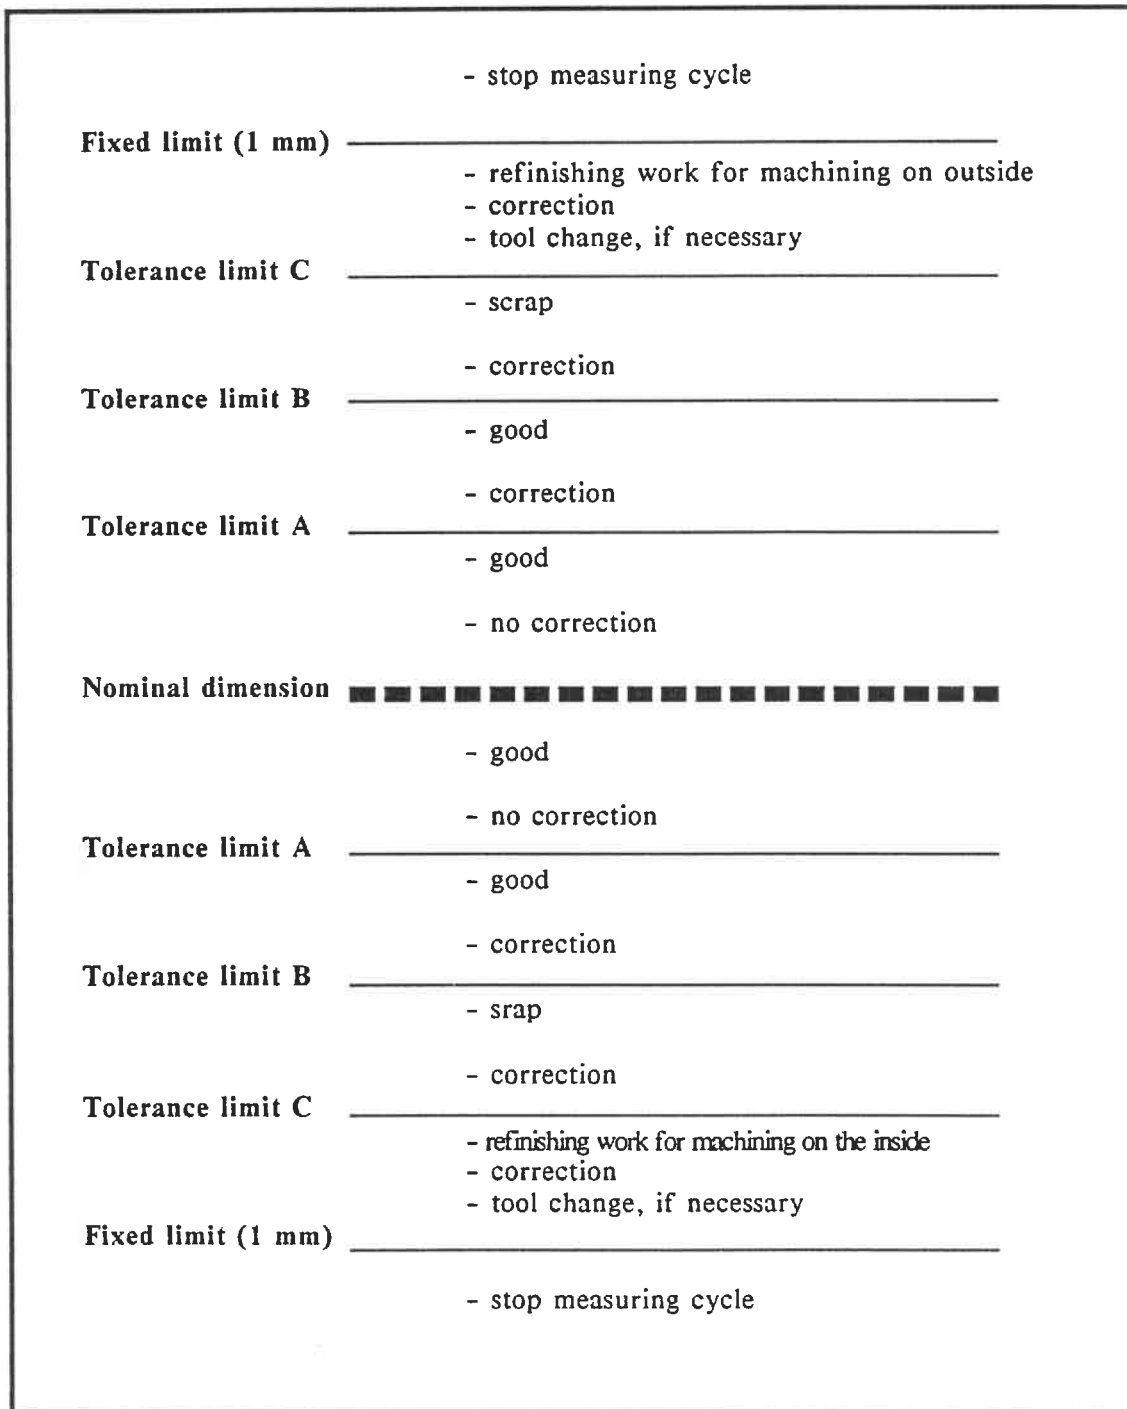 - stop measuring cycle
Fixed limit (1 mm)
- refinishing work for machining on outside
- correction
- tool change, if necessary
Tolerance limit C
- scrap
- correction
Tolerance limit B
- good
- correction
Tolerance limit A
- good
- no correction
Nominal dimension
- good
- no correction
Tolerance limit A
- good
- correction
Tolerance limit B
- srap
- correction
Tolerance limit C
- refinishing work for machining on the inside
- correction
- tool change, if necessary
Fixed limit (1 mm)
- stop measuring cycle